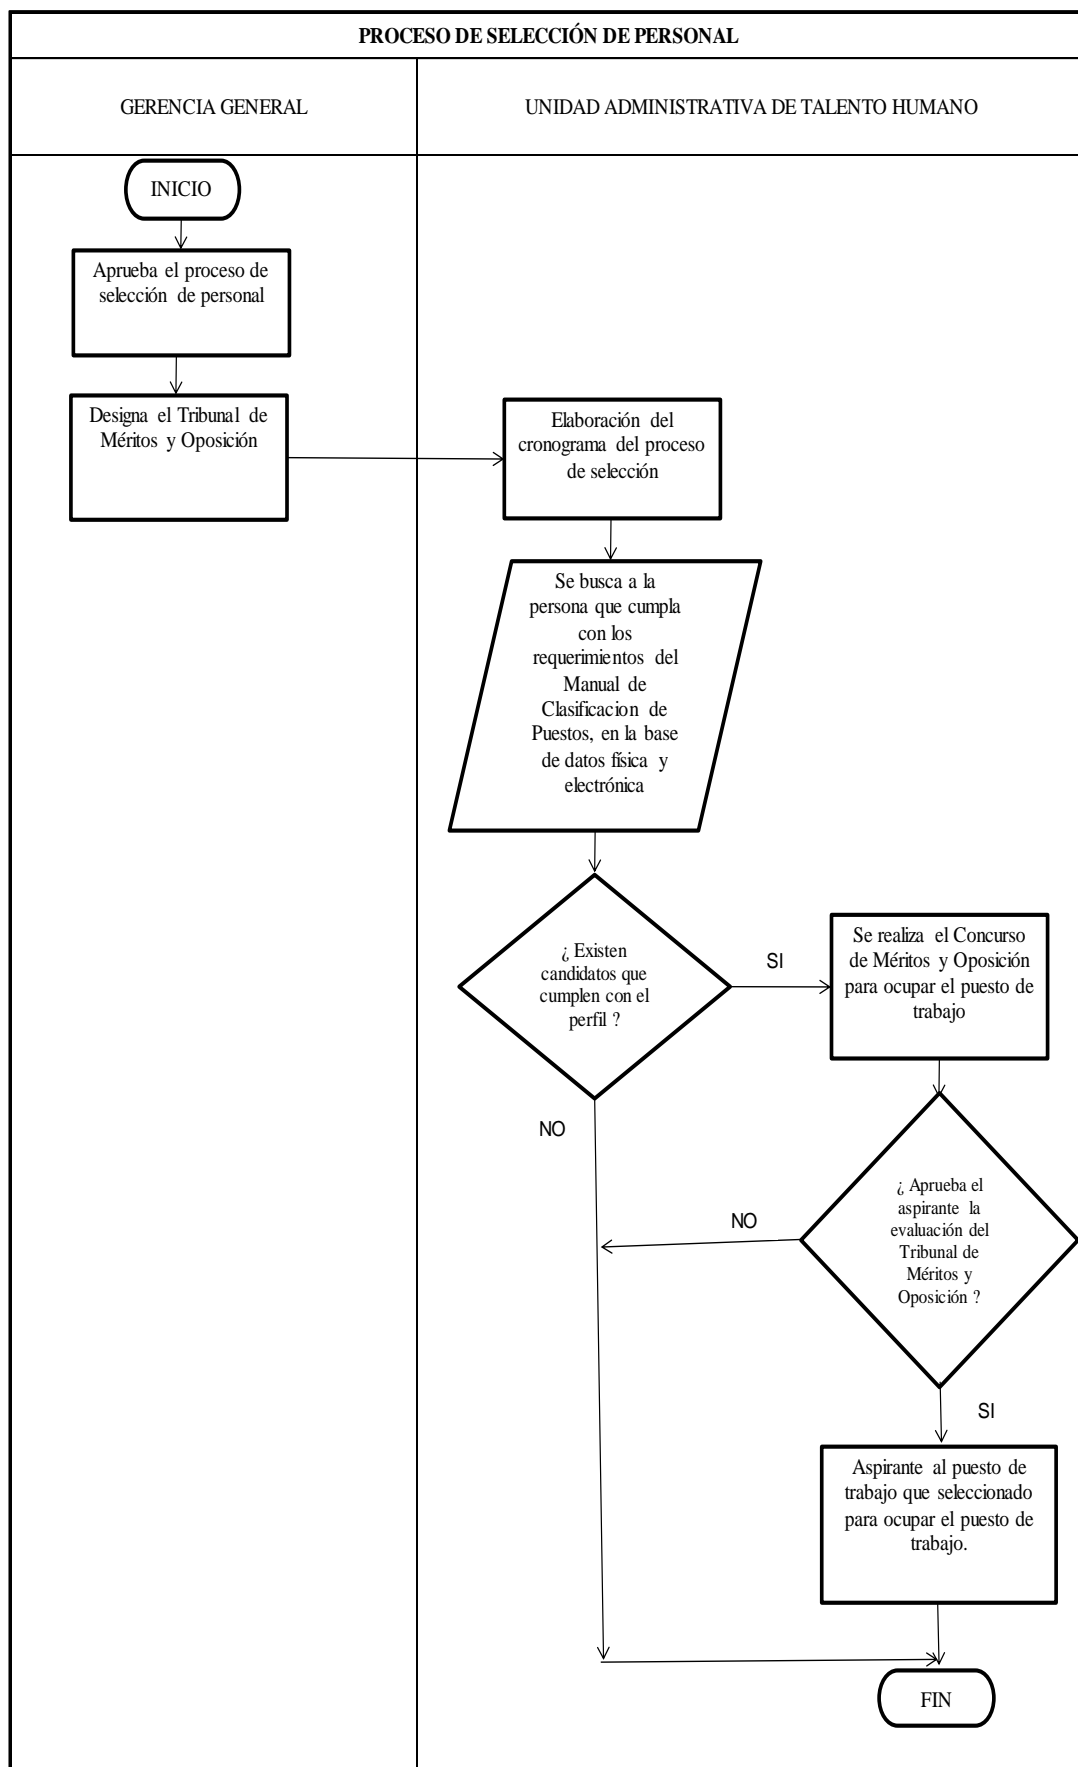 PROCESO DE SELECCIÓN DE PERSONAL
GERENCIA GENERAL
UNIDAD ADMINISTRATIVA DE TALENTO HUMANO
INICIO
Aprueba el proceso de
selección de personal
Designa el Tribunal de
Méritos y Oposición
Elaboración del
cronograma del proceso
de selección
Se busca a la
persona que cumpla
con los
requerimientos del
Manual de
Clasificacion de
Puestos, en la base
de datos física y
electrónica
¿ Existen
candidatos que
cumplen con el
perfil ?
SI
Se realiza el Concurso
de Méritos y Oposición
para ocupar el puesto de
trabajo
NO
¿ Aprueba el
aspirante la
evaluación del
Tribunal de
Méritos y
Oposición ?
NO
SI
Aspirante al puesto de
trabajo que seleccionado
para ocupar el puesto de
trabajo.
FIN